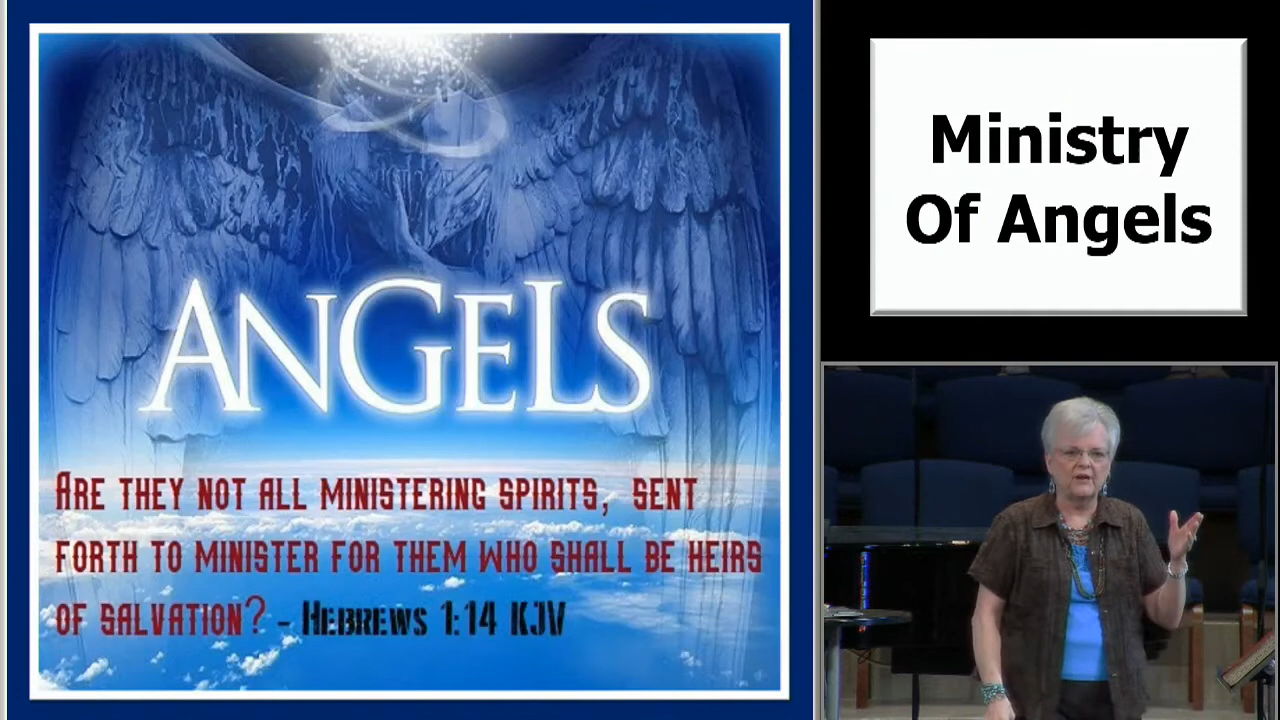 ANGELS
ARE THEY NOT ALL MINISTERING SPIRITS, SENT
FORTH TO MINISTER FOR THEM WHO SHALL BE HEIRS
OF SALVATION? - HEBREWS 1:14 KJV
Ministry
Of Angels